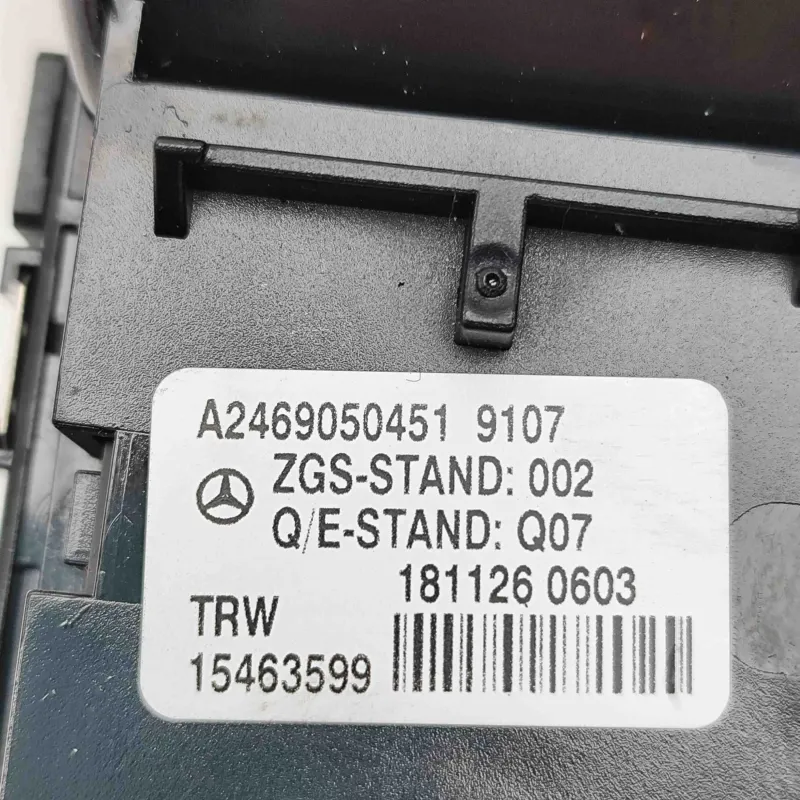 A2469050451 9107
ZGS-STAND: 002
Q/E-STAND: Q07
181126 0603
TRW
15463599